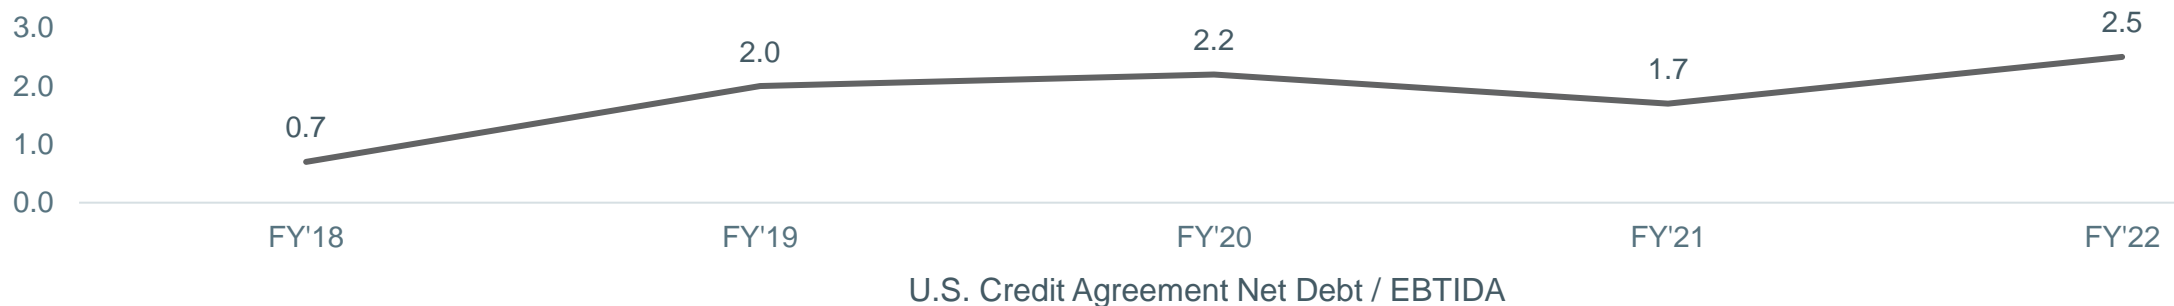 3.0
2.0
1.0
0.0
0.7
2.0
2.2
1.7
2.5
FY'18
FY'19
FY'20
FY'21
FY'22
U.S. Credit Agreement Net Debt / EBTIDA